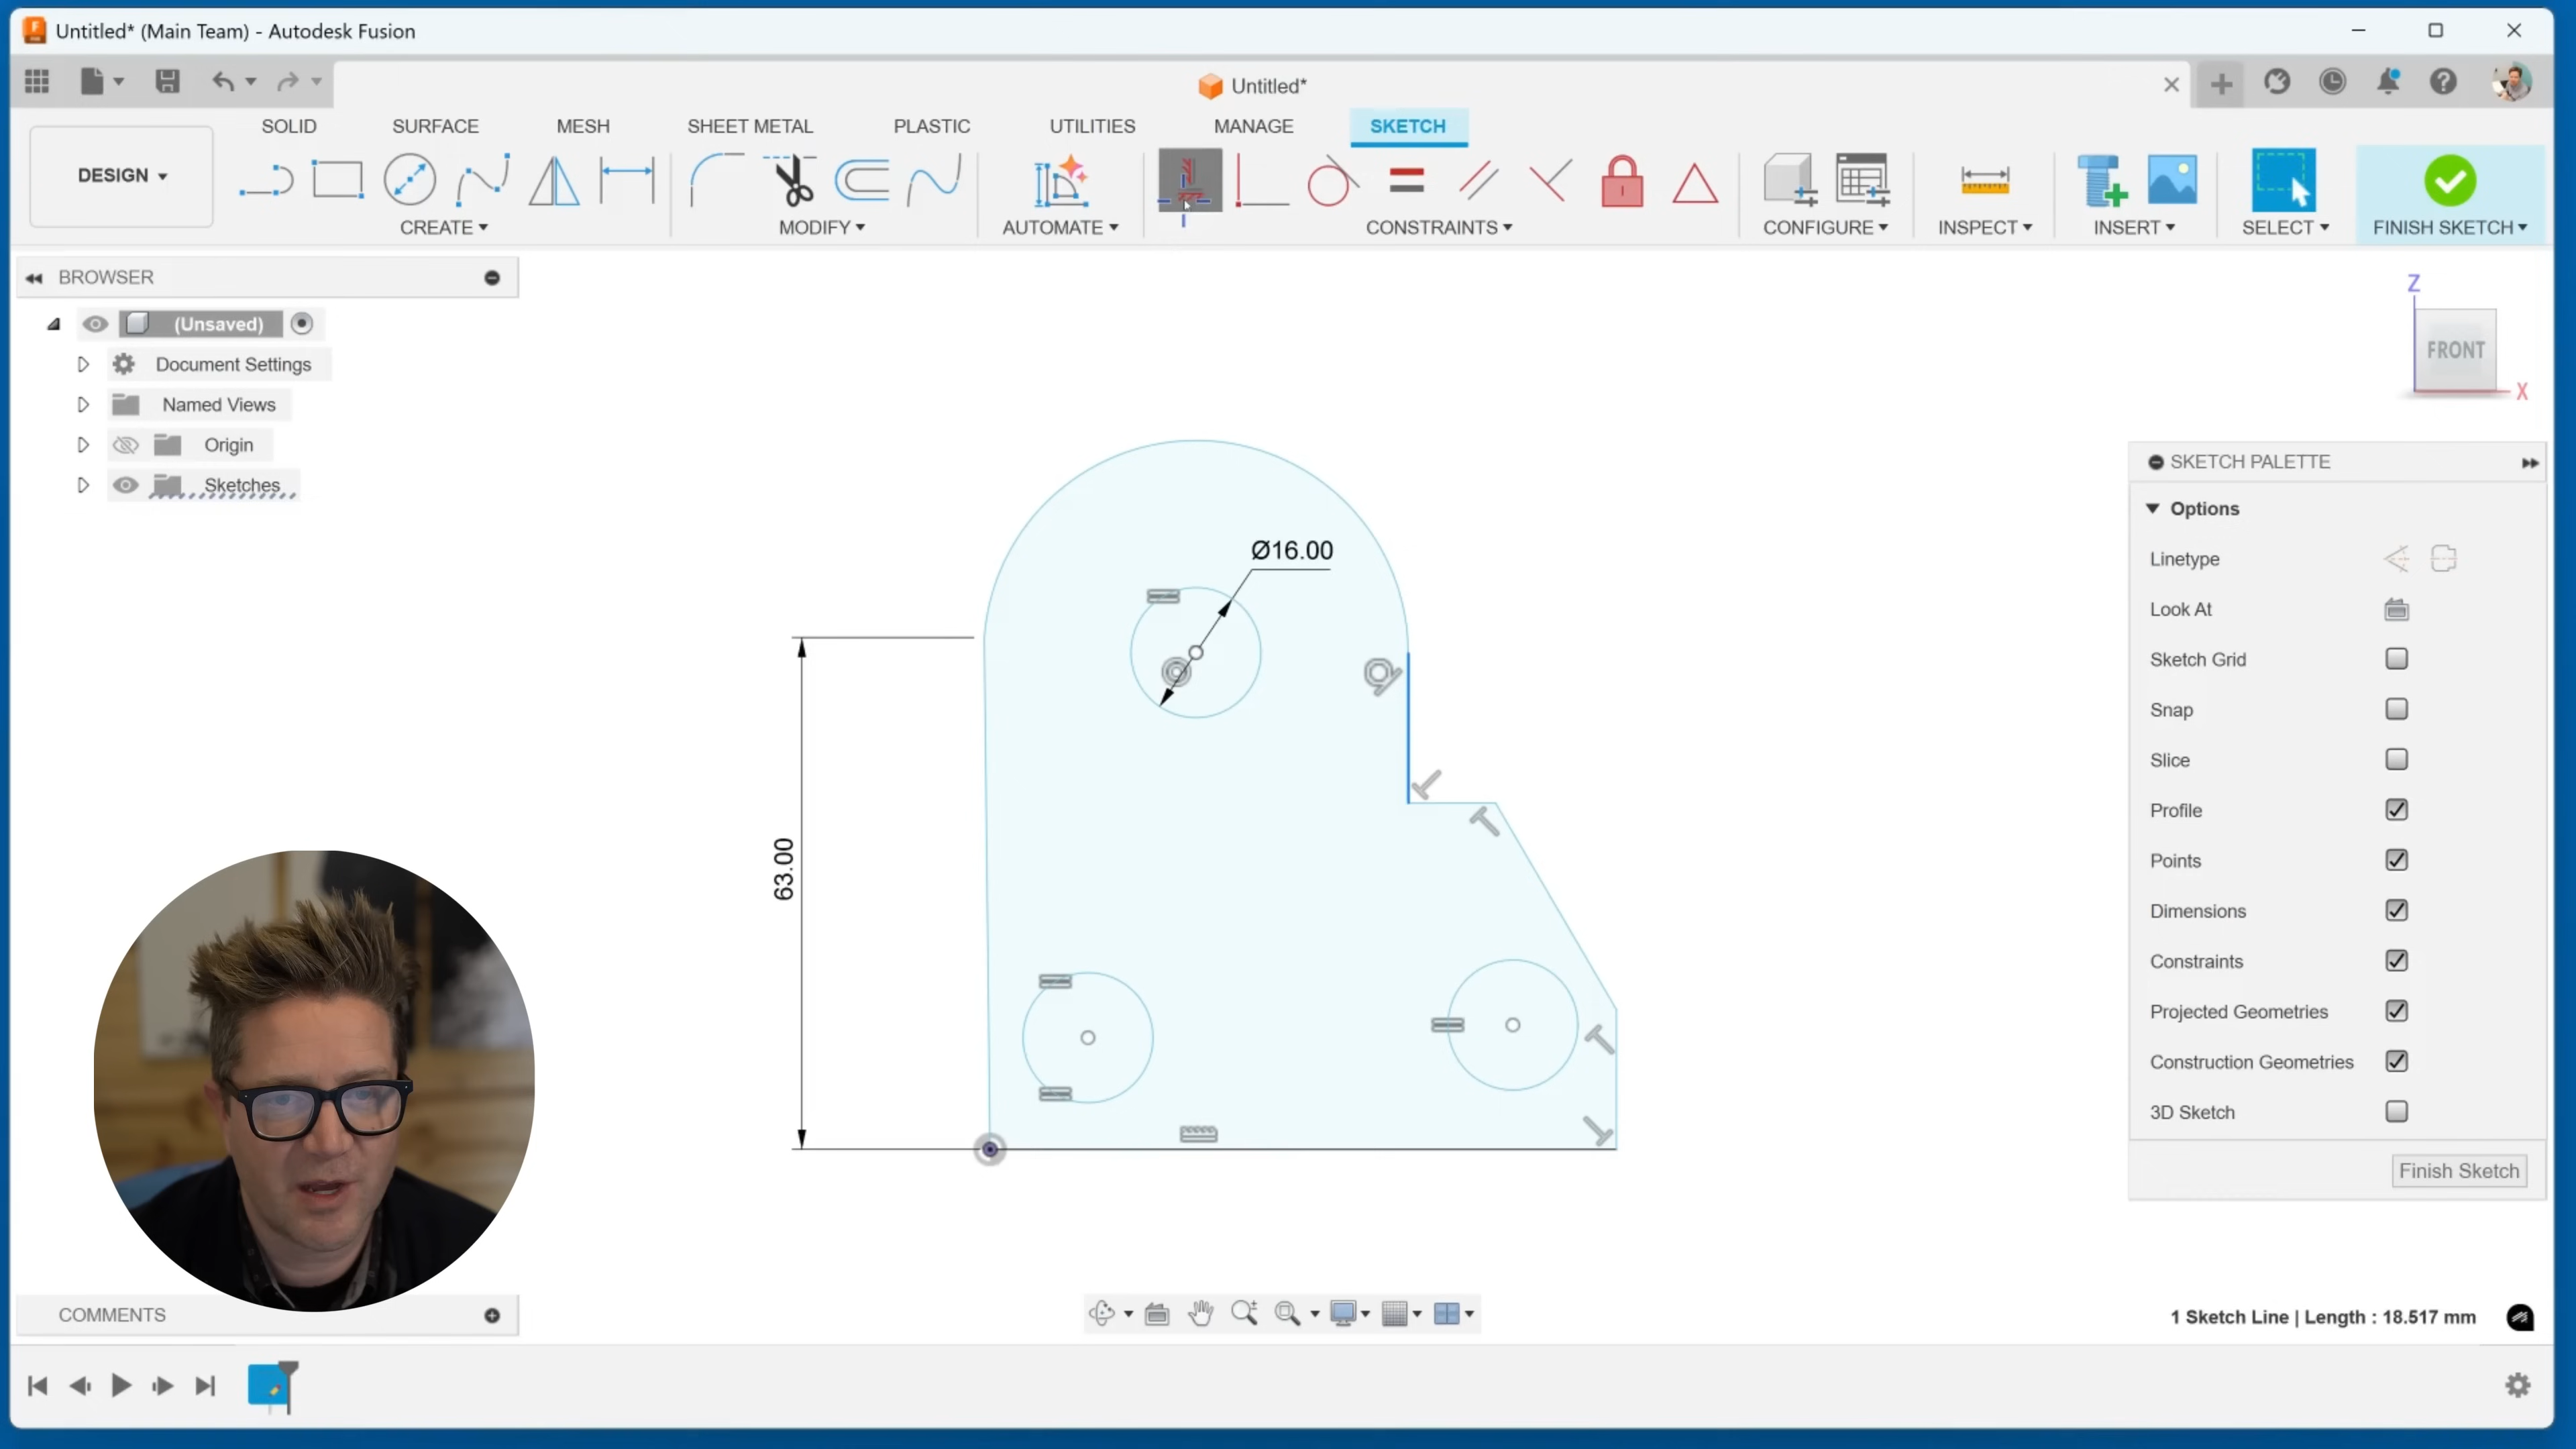 Untitled* (Main Team) - Autodesk Fusion
Untitled*
SOLID SURFACE MESH SHEET METAL PLASTIC UTILITIES MANAGE SKETCH
DESIGN
CREATE MODIFY AUTOMATE CONSTRAINTS CONFIGURE INSPECT INSERT SELECT FINISH SKETCH
BROWSER
(Unsaved)
Document Settings
Named Views
Origin
Sketches
Z
FRONT
X
Ø16.00
63.00
SKETCH PALETTE
Options
Linetype
Look At
Sketch Grid
Snap
Slice
Profile
Points
Dimensions
Constraints
Projected Geometries
Construction Geometries
3D Sketch
Finish Sketch
COMMENTS
1 Sketch Line | Length : 18.517 mm